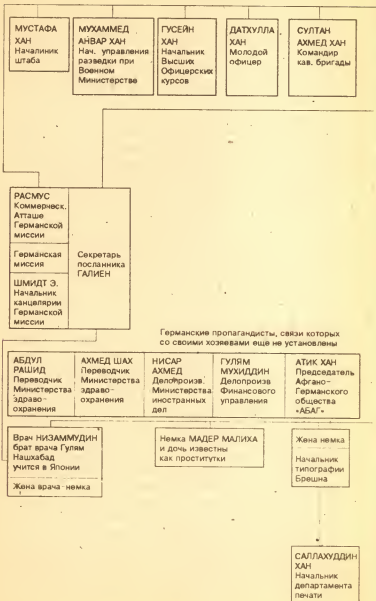 МУСТАФА
ХАН
Начальник
штаба
МУХАММЕД
АНВАР ХАН
Нач. управления
разведки при
Военном
Министерстве
ГУСЕЙН
ХАН
Начальник
Высших
Офицерских
курсов
ДАТХУЛЛА
ХАН
Молодой
офицер
СУЛТАН
АХМЕД ХАН
Командир
кав. бригады
РАСМУС
Коммерческ.
Атташе
Германской
миссии
Германская
миссия
ШМИДТ Э.
Начальник
канцелярии
Германской
миссии
Секретарь
посланника
ГАЛИЕН
Германские пропагандисты, связи которых
со своими хозяевами еще не установлены
АБДУЛ
РАШИД
Переводчик
Министерства
здраво-
охранения
АХМЕД ШАХ
Переводчик
Министерства
здраво-
охранения
НИСАР
АХМЕД
Делопроизв.
Министерства
иностранных
дел
ГУЛЯМ
МУХИДДИН
Делопроизв
Финансового
управления
АТИК ХАН
Председатель
Афгано-
Германского
общества
«АБАГ»
Врач НИЗАММУДИН
брат врача Гулям
Нашхабад
учится в Японии
Жена врача-немка
Немка МАДЕР МАЛИХА
и дочь известны
как проститутки
Жена немка
Начальник
типографии
Брешна
САЛЛАХУДДИН
ХАН
Начальник
департамента
печати